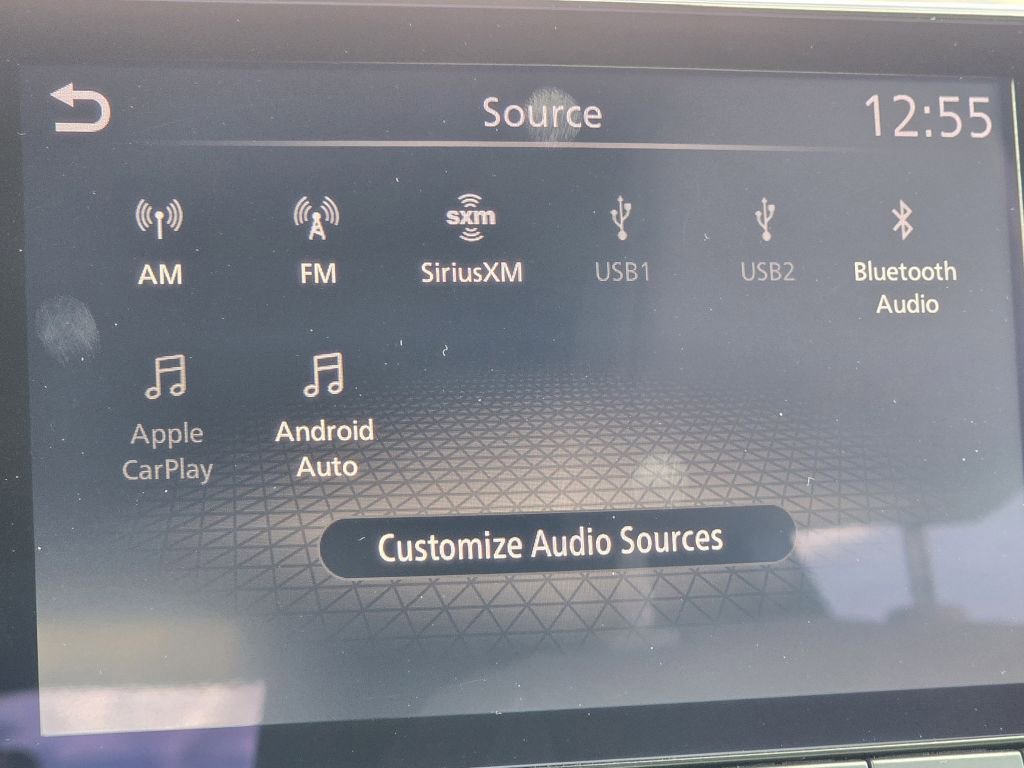 Source
12:55
sxm
AM
FM
SiriusXM
USB1
USB2
Bluetooth
Audio
Apple
CarPlay
Android
Auto
Customize Audio Sources